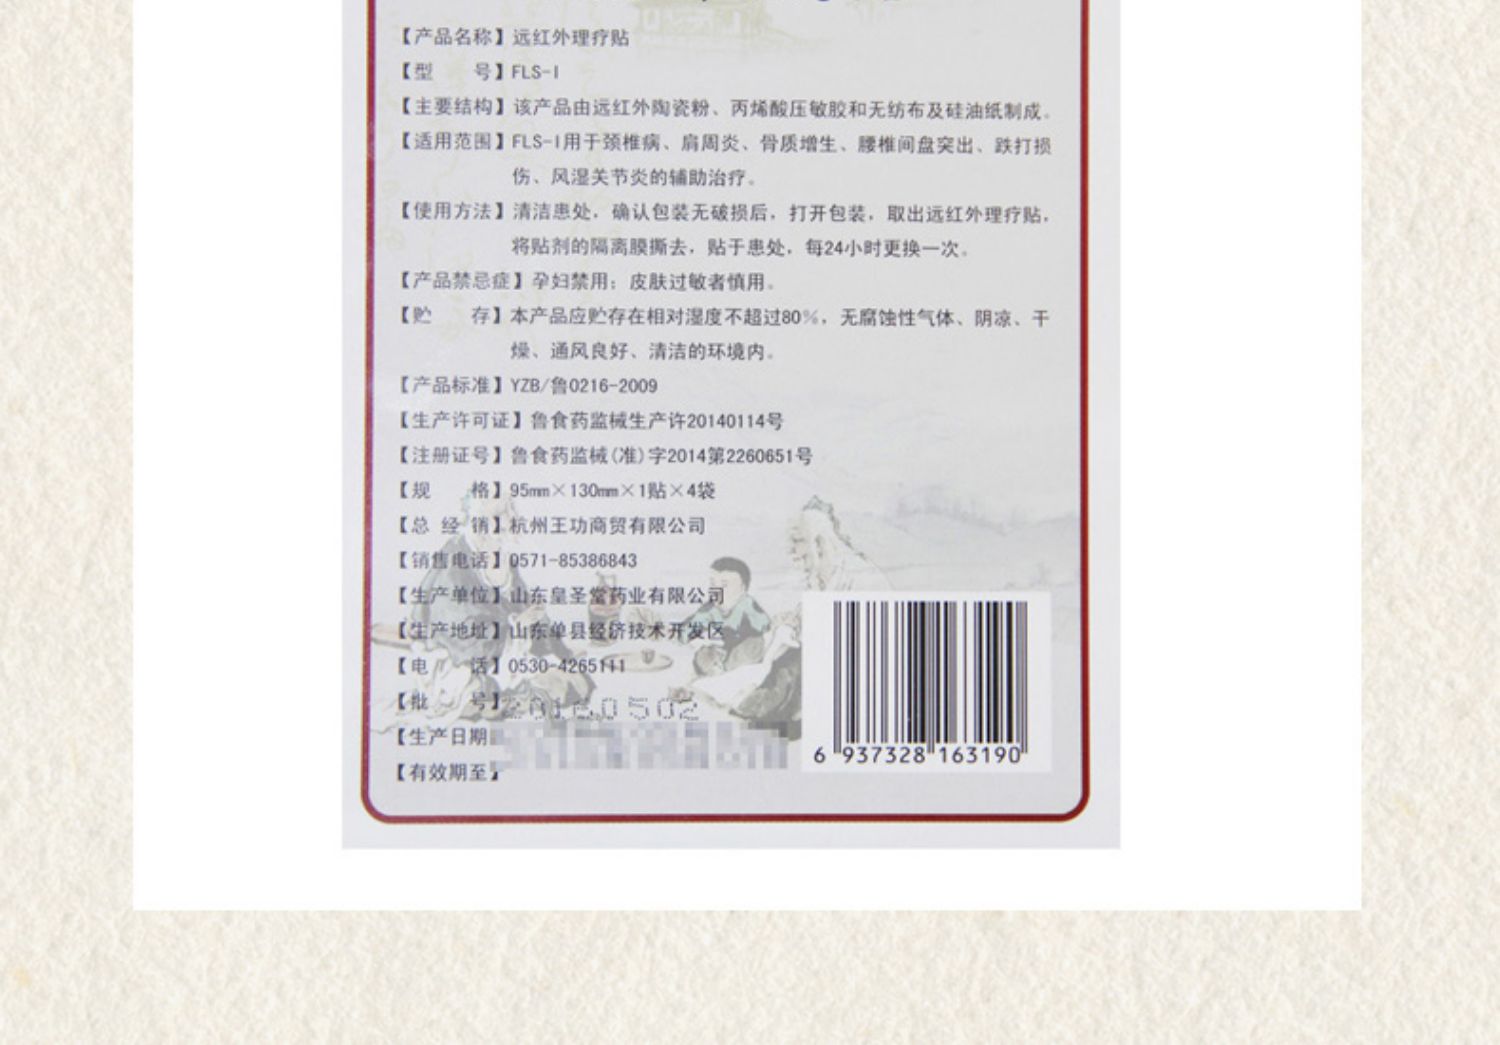 【产品名称】远红外理疗贴
【型　　号】FLS-I
【主要结构】该产品由远红外陶瓷粉、丙烯酸压敏胶和无纺布及硅油纸制成。
【适用范围】FLS-I用于颈椎病、肩周炎、骨质增生、腰椎间盘突出、跌打损
伤、风湿关节炎的辅助治疗。
【使用方法】清洁患处，确认包装无破损后，打开包装，取出远红外理疗贴，
将贴剂的隔离膜撕去，贴于患处，每24小时更换一次。
【产品禁忌症】孕妇禁用；皮肤过敏者慎用。
【贮　　存】本产品应贮存在相对湿度不超过80%，无腐蚀性气体、阴凉、干
燥、通风良好、清洁的环境内。
【产品标准】YZB/鲁0216-2009
【生产许可证】鲁食药监械生产许20140114号
【注册证号】鲁食药监械(准)字2014第2260651号
【规　　格】95mm×130mm×1贴×4袋
【总 经 销】杭州王功商贸有限公司
【销售电话】0571-85386843
【生产单位】山东皇圣堂药业有限公司
【生产地址】山东单县经济技术开发区
【电　　话】0530-4265111
【批　　号】20160502
【生产日期
【有效期至】
6 937328 163190